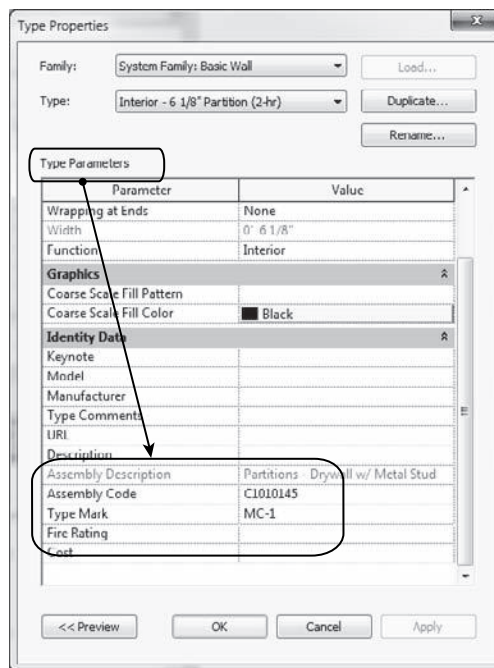 Type Properties
x
Family: System Family: Basic Wall Load...
Type: Interior - 6 1/8" Partition (2-hr) Duplicate...
Rename...
Type Parameters
Parameter Value
Wrapping at Ends None
Width 0' 6 1/8"
Function Interior
Graphics
Coarse Scale Fill Pattern
Coarse Scale Fill Color Black
Identity Data
Keynote
Model
Manufacturer
Type Comments
URL
Description
Assembly Description Partitions - Drywall w/ Metal Stud
Assembly Code C1010145
Type Mark MC-1
Fire Rating
Cost
<< Preview OK Cancel Apply